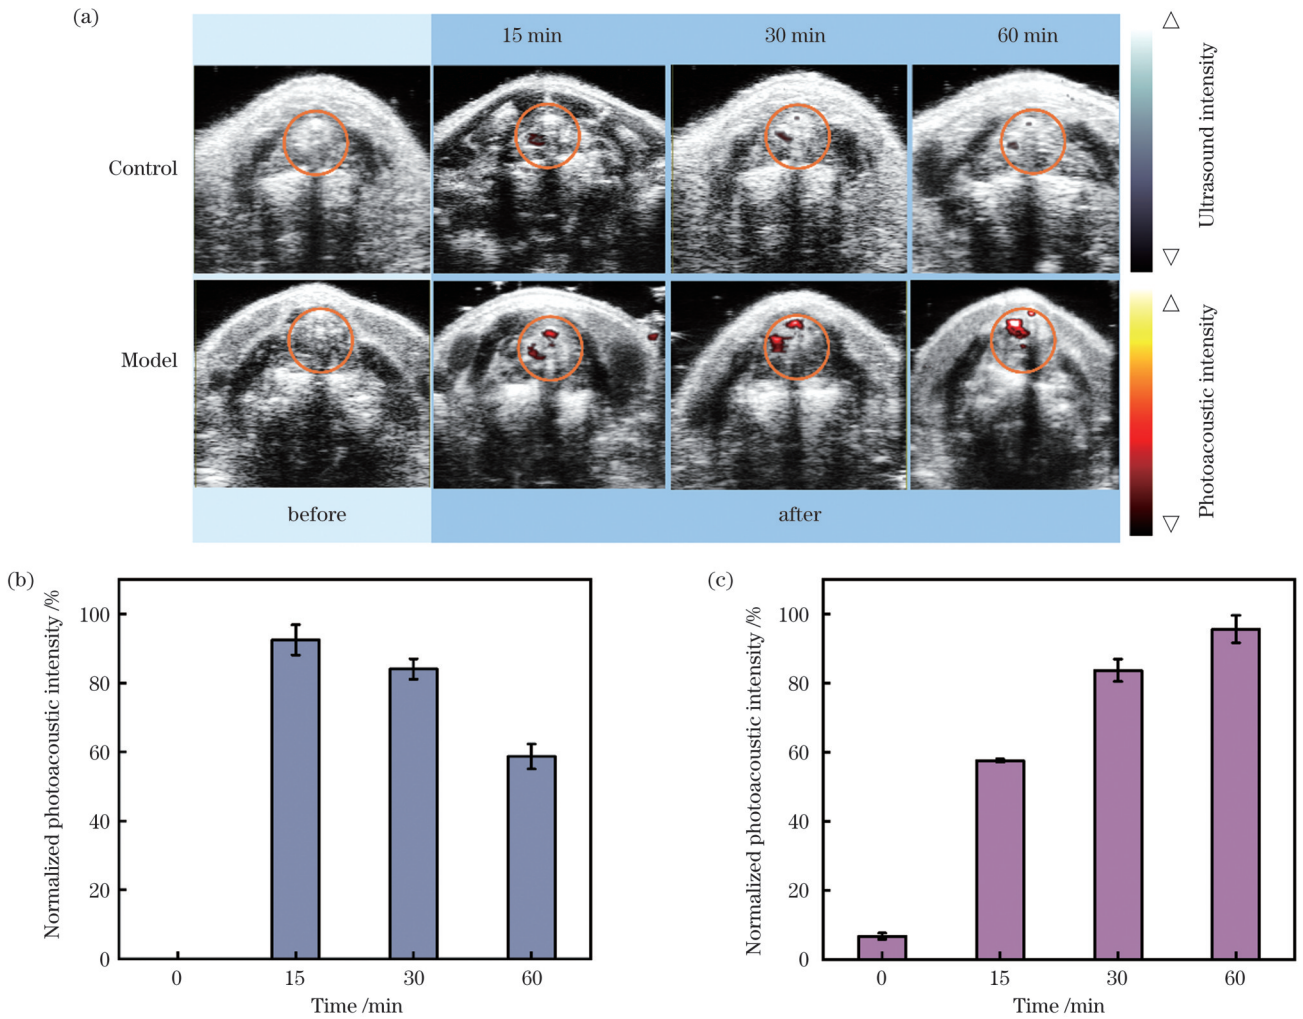 (a)
15 min
30 min
60 min
Control
Model
before
after
Ultrasound intensity
Photoacoustic intensity
(b)
Normalized photoacoustic intensity /%
100
80
60
40
20
0
0
15
30
60
Time /min
(c)
Normalized photoacoustic intensity /%
100
80
60
40
20
0
0
15
30
60
Time /min